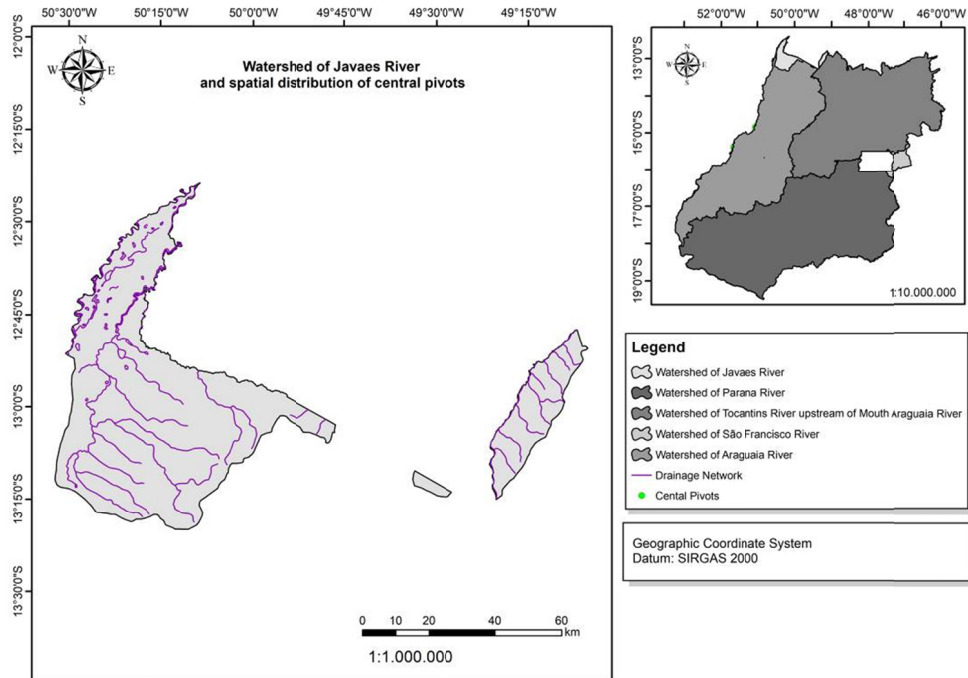 50°30'0"S 50°15'0"S 50°0'0"S 49°45'0"S 49°30'0"S 49°15'0"S
12°0'0"S
12°15'0"S
12°30'0"S
12°45'0"S
13°00'0"S
13°15'0"S
13°30'0"S
N
W E
S
Watershed of Javaes River
and spatial distribution of central pivots
0 10 20 40 60
km
1:1.000.000
52°0'0"S 50°0'0"S 48°0'0"S 46°0'0"S
13°0'0"S
15°0'0"S
17°0'0"S
19°0'0"S
N
W E
S
1:10.000.000
Legend
Watershed of Javaes River
Watershed of Parana River
Watershed of Tocantins River upstream of Mouth Araguaia River
Watershed of São Francisco River
Watershed of Araguaia River
Drainage Network
Cental Pivots
Geographic Coordinate System
Datum: SIRGAS 2000